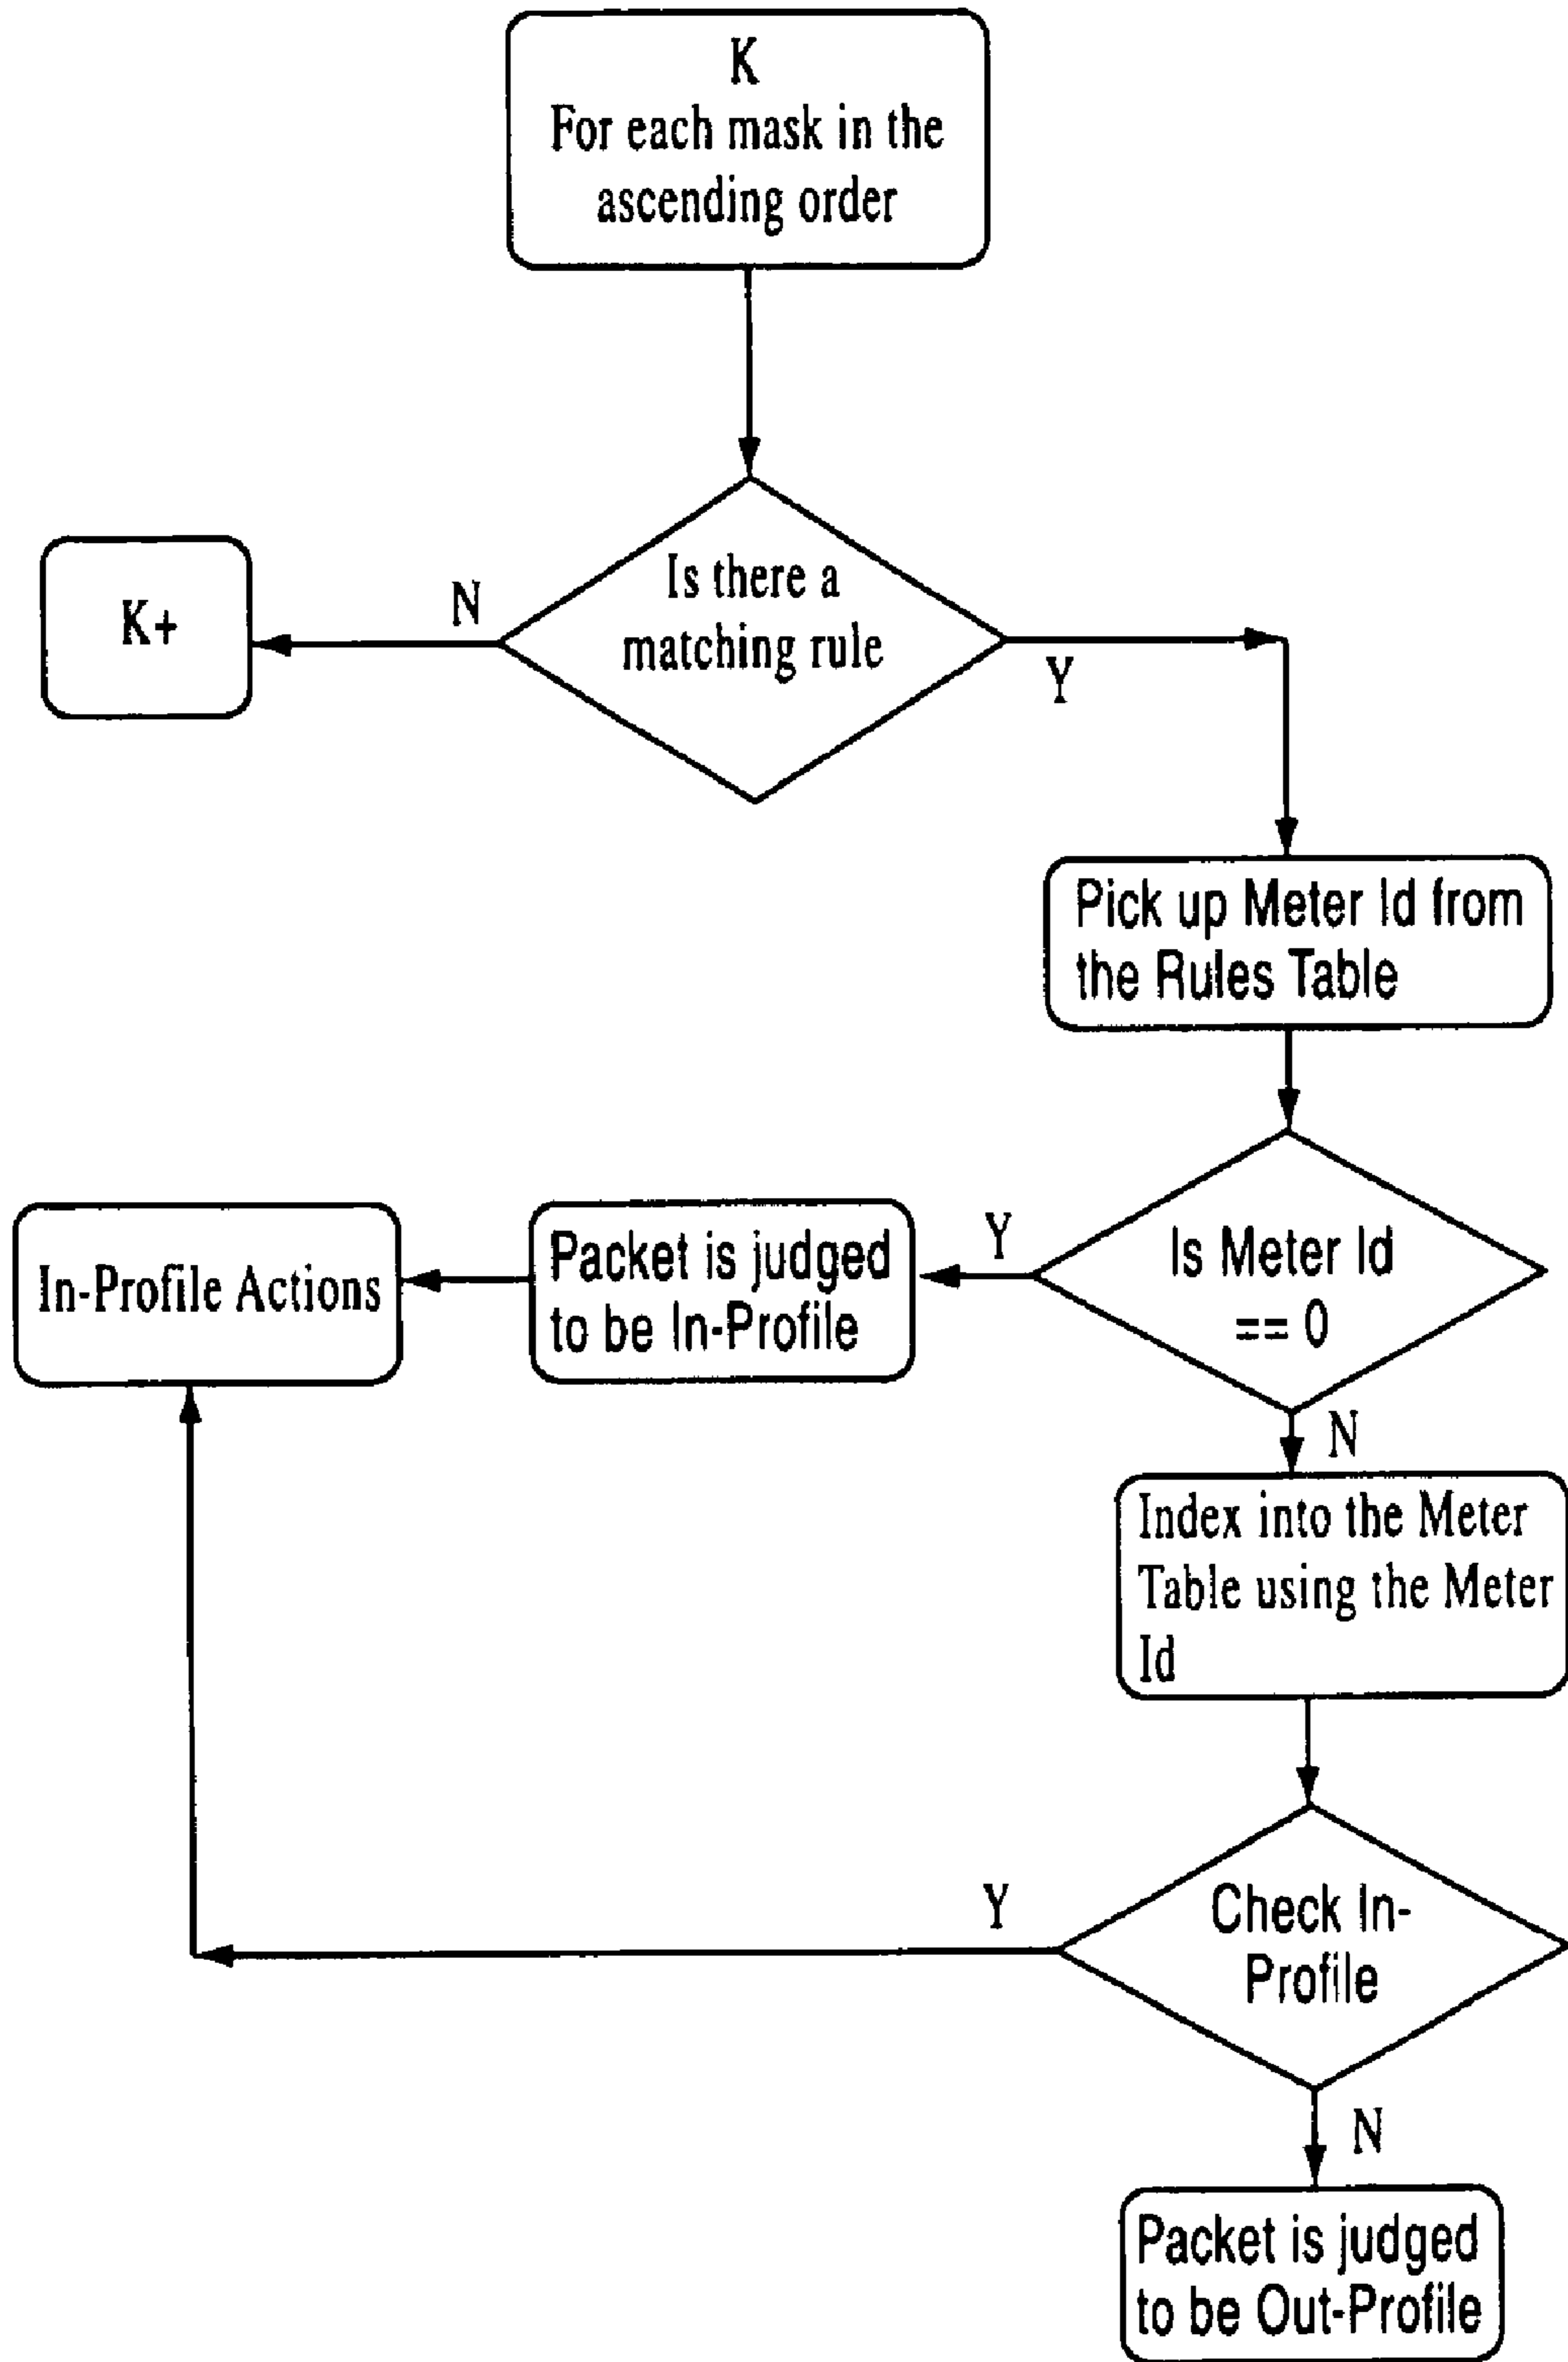 K
For each mask in the
ascending order
Is there a
matching rule
N
K+
Y
Pick up Meter Id from
the Rules Table
Is Meter Id
== 0
Y
Packet is judged
to be In-Profile
In-Profile Actions
N
Index into the Meter
Table using the Meter
Id
Check In-
Profile
Y
N
Packet is judged
to be Out-Profile